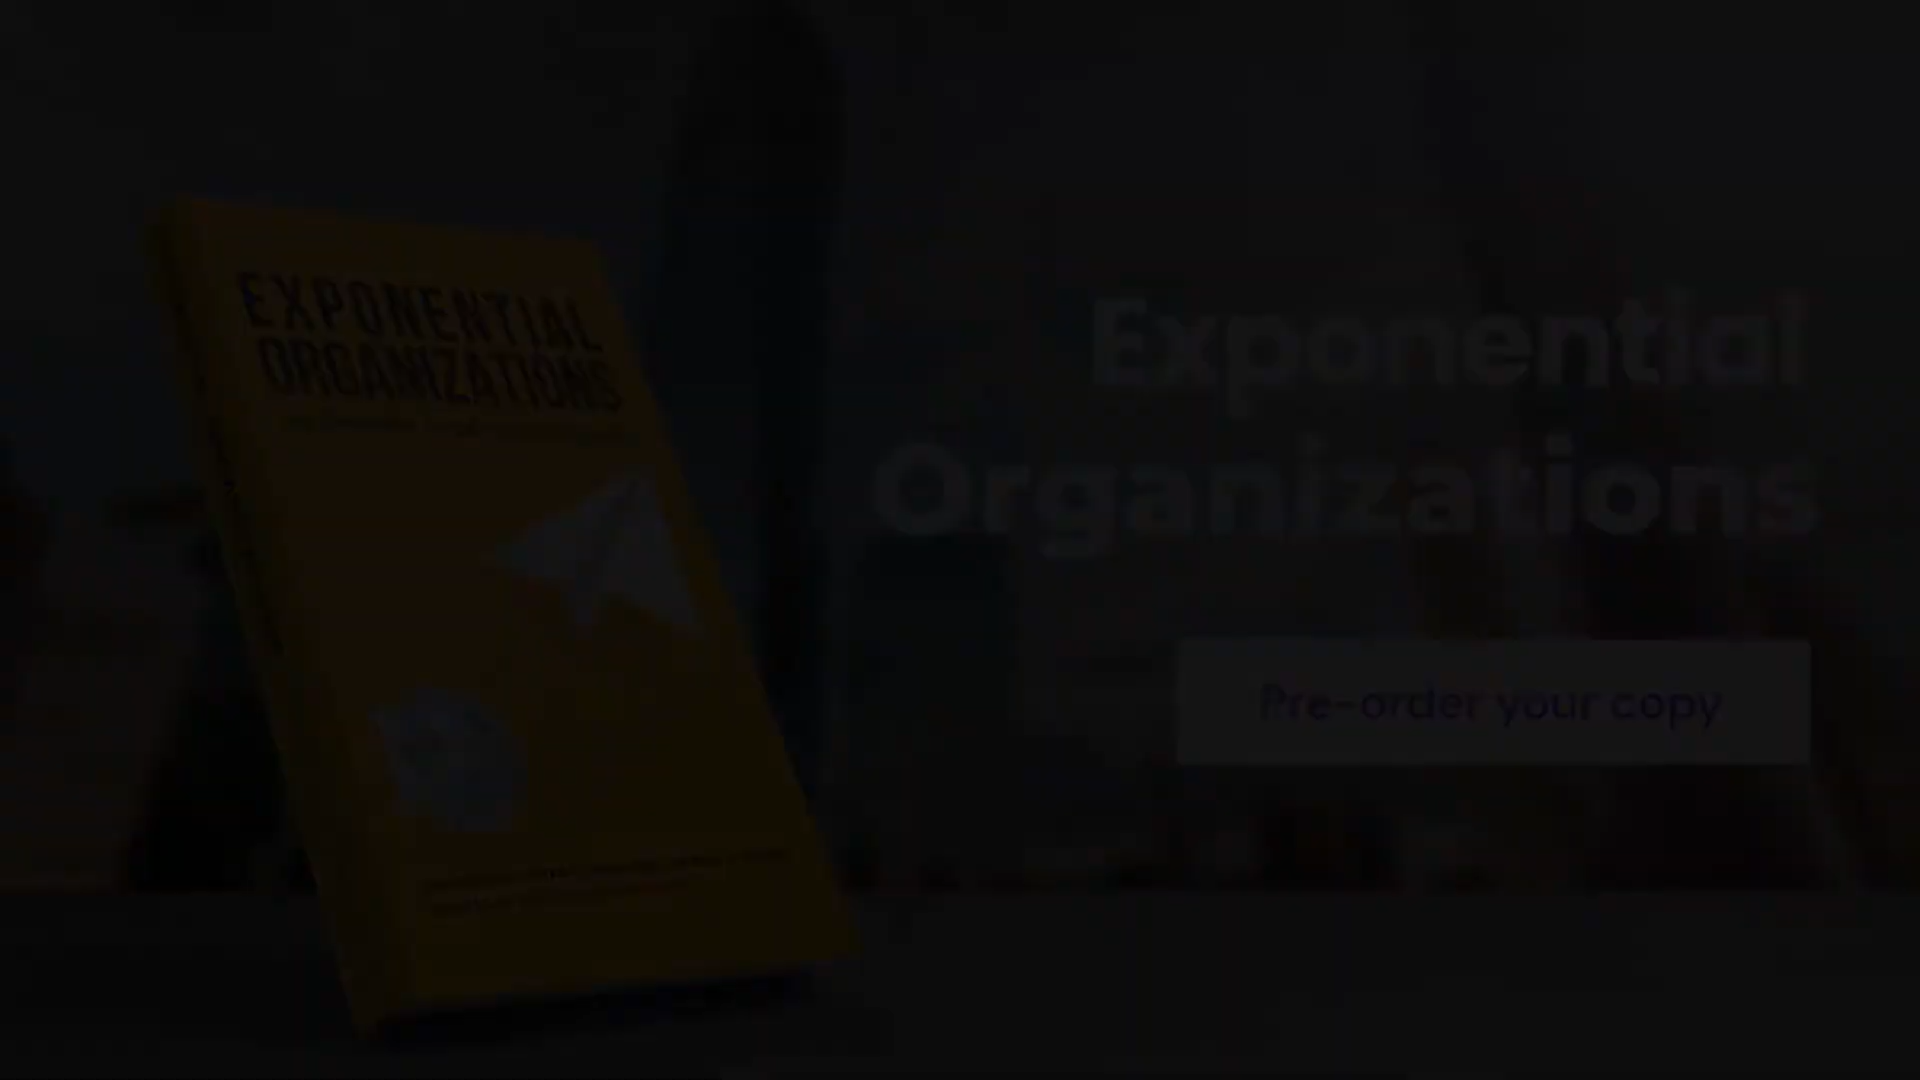 EXPONENTIAL
ORGANIZATIONS
Exponential
Organizations
Pre-order your copy